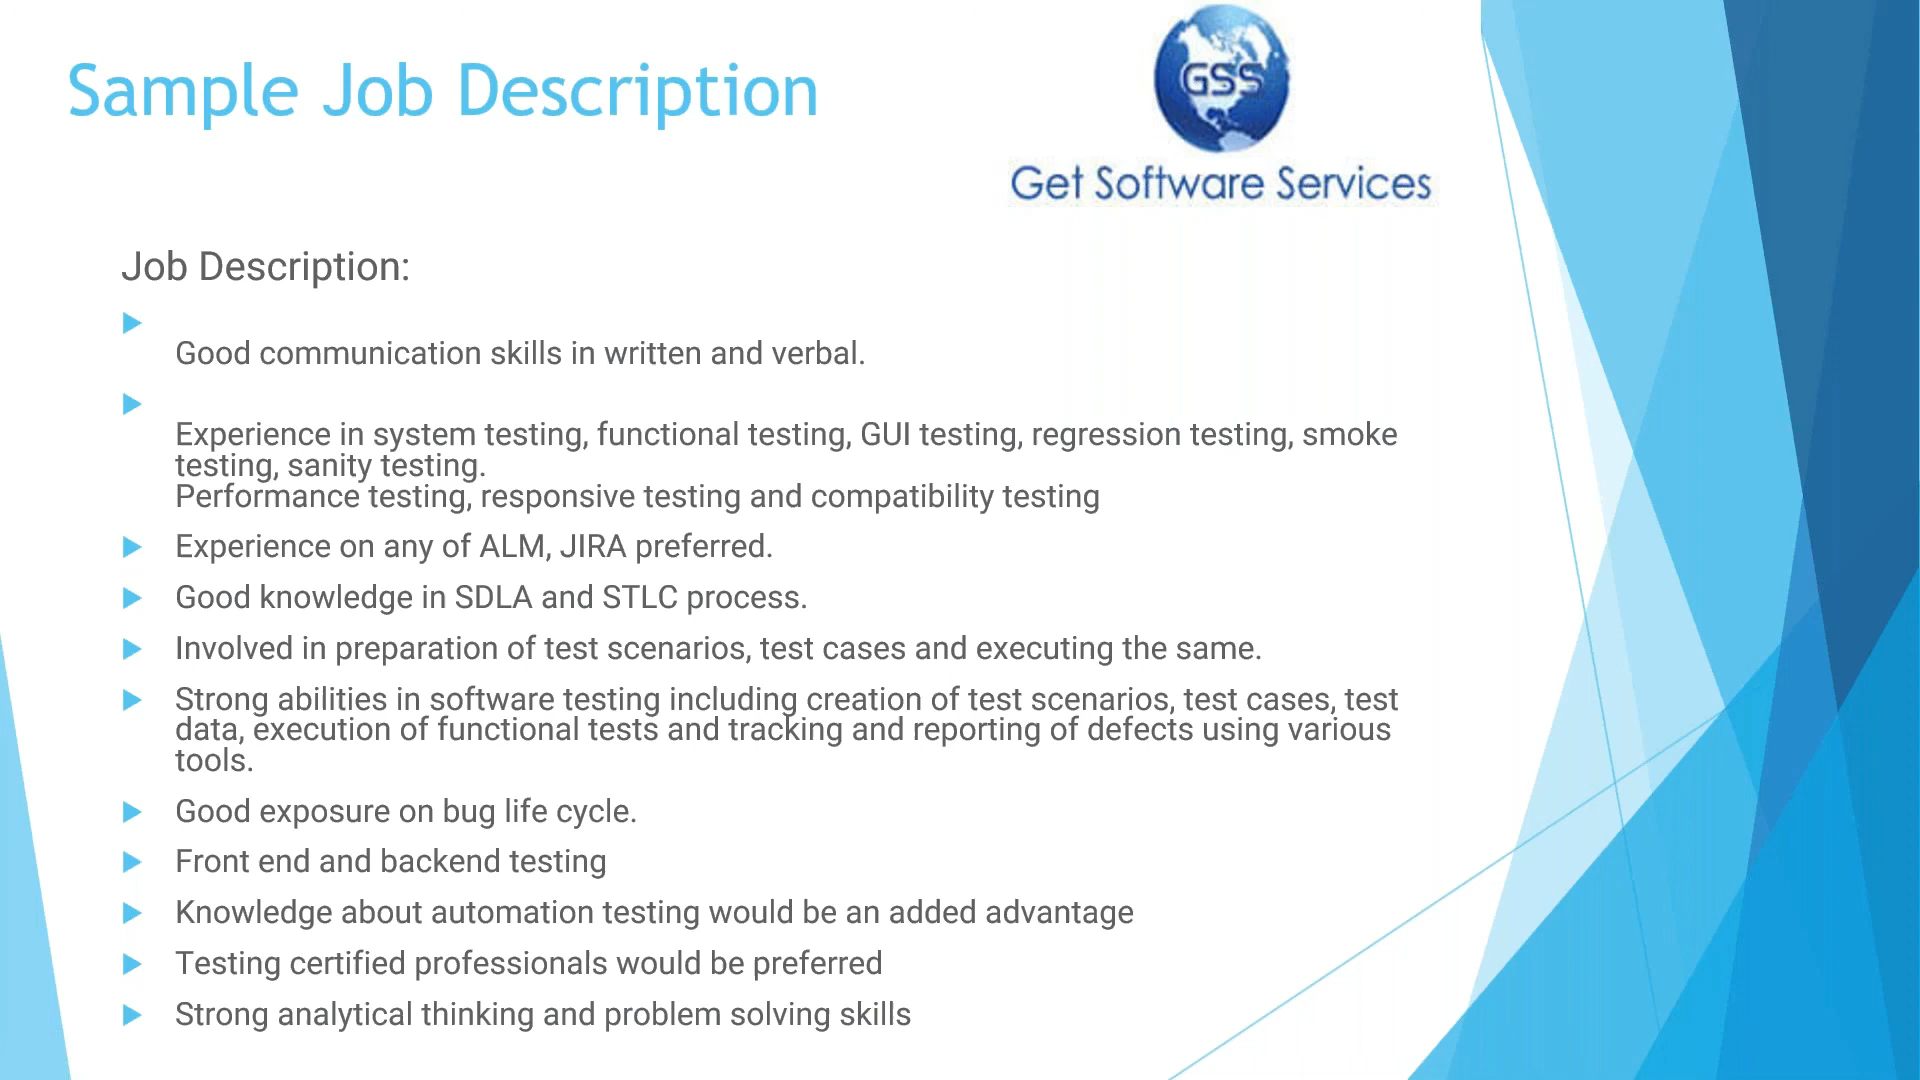 Sample Job Description
GSS
Get Software Services
Job Description:
Good communication skills in written and verbal.
Experience in system testing, functional testing, GUI testing, regression testing, smoke
testing, sanity testing.
Performance testing, responsive testing and compatibility testing
Experience on any of ALM, JIRA preferred.
Good knowledge in SDLA and STLC process.
Involved in preparation of test scenarios, test cases and executing the same.
Strong abilities in software testing including creation of test scenarios, test cases, test
data, execution of functional tests and tracking and reporting of defects using various
tools.
Good exposure on bug life cycle.
Front end and backend testing
Knowledge about automation testing would be an added advantage
Testing certified professionals would be preferred
Strong analytical thinking and problem solving skills